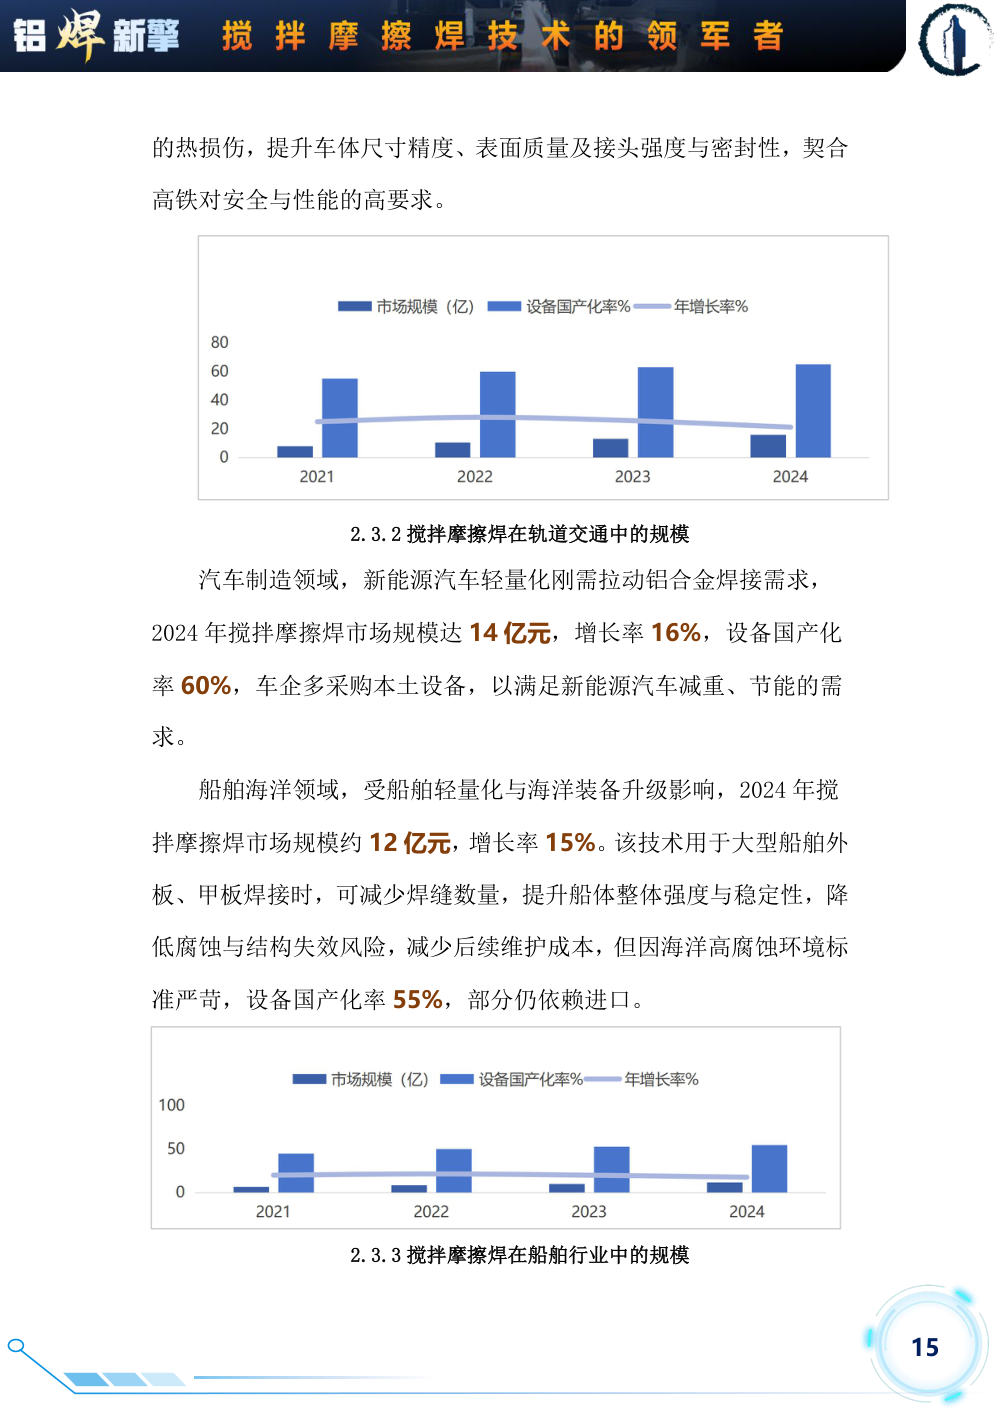 铝焊新擎 搅拌摩擦焊技术的领军者
的热损伤，提升车体尺寸精度、表面质量及接头强度与密封性，契合
高铁对安全与性能的高要求。
市场规模（亿） 设备国产化率% 年增长率%
80
60
40
20
0
2021 2022 2023 2024
2.3.2 搅拌摩擦焊在轨道交通中的规模
汽车制造领域，新能源汽车轻量化刚需拉动铝合金焊接需求，
2024 年搅拌摩擦焊市场规模达 14 亿元，增长率 16%，设备国产化
率 60%，车企多采购本土设备，以满足新能源汽车减重、节能的需
求。
船舶海洋领域，受船舶轻量化与海洋装备升级影响，2024 年搅
拌摩擦焊市场规模约 12 亿元，增长率 15%。该技术用于大型船舶外
板、甲板焊接时，可减少焊缝数量，提升船体整体强度与稳定性，降
低腐蚀与结构失效风险，减少后续维护成本，但因海洋高腐蚀环境标
准严苛，设备国产化率 55%，部分仍依赖进口。
市场规模（亿） 设备国产化率% 年增长率%
100
50
0
2021 2022 2023 2024
2.3.3 搅拌摩擦焊在船舶行业中的规模
15